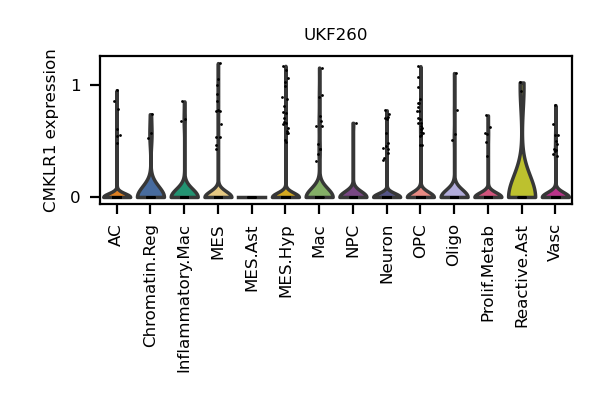 UKF260
CMKLR1 expression
1
0
AC
Chromatin.Reg
Inflammatory.Mac
MES
MES.Ast
MES.Hyp
Mac
NPC
Neuron
OPC
Oligo
Prolif.Metab
Reactive.Ast
Vasc